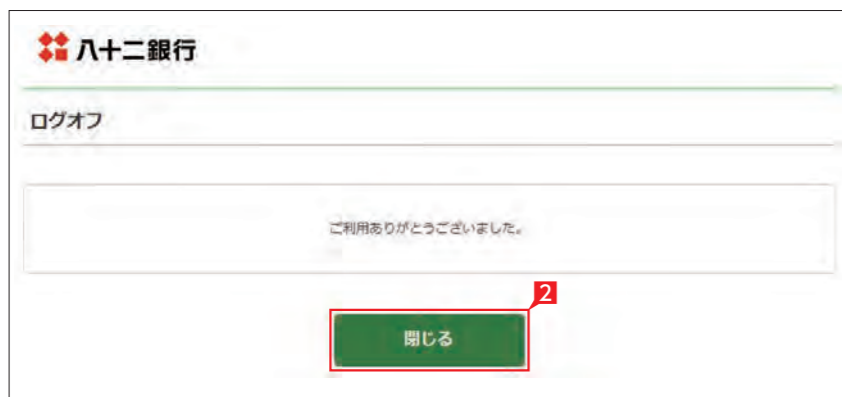 八十二銀行
ログオフ
ご利用ありがとうございました。
2
閉じる